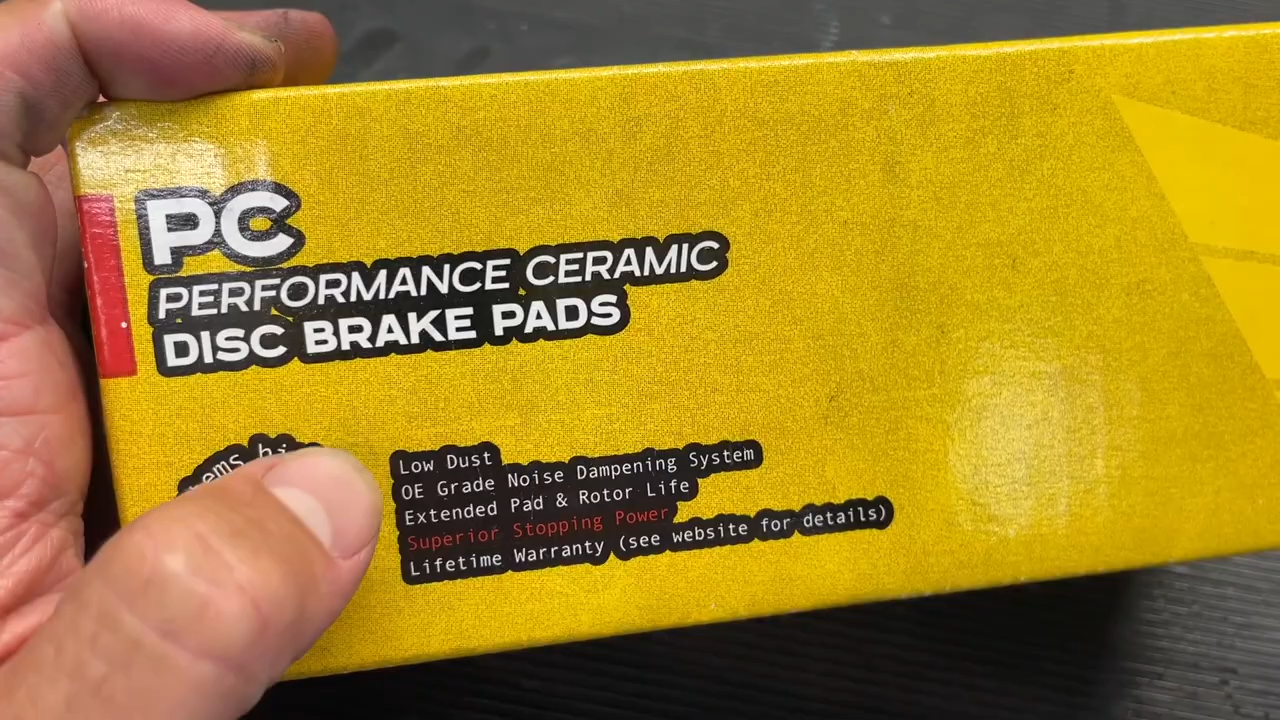 PC
PERFORMANCE CERAMIC
DISC BRAKE PADS
Low Dust
OE Grade Noise Dampening System
Extended Pad & Rotor Life
Superior Stopping Power
Lifetime Warranty (see website for details)